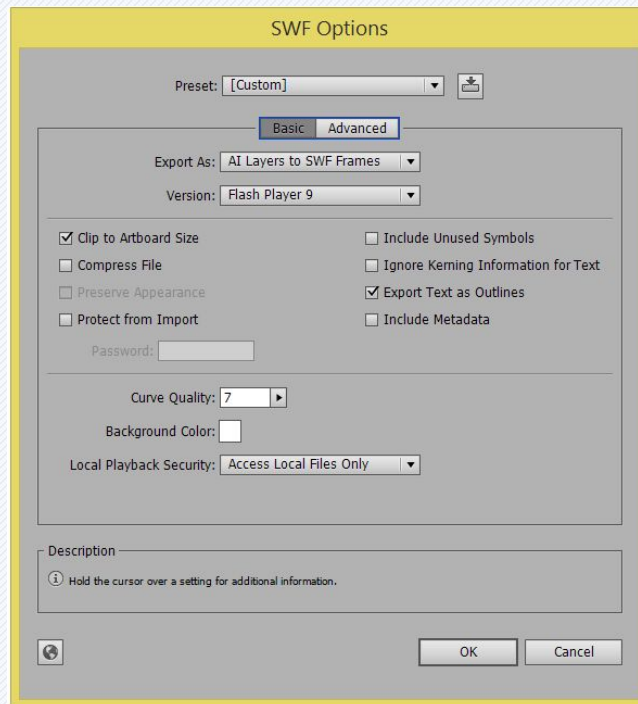 SWF Options
Preset: [Custom]
Basic Advanced
Export As: AI Layers to SWF Frames
Version: Flash Player 9
Clip to Artboard Size
Include Unused Symbols
Compress File
Ignore Kerning Information for Text
Preserve Appearance
Export Text as Outlines
Protect from Import
Include Metadata
Password:
Curve Quality: 7
Background Color:
Local Playback Security: Access Local Files Only
Description
Hold the cursor over a setting for additional information.
OK Cancel